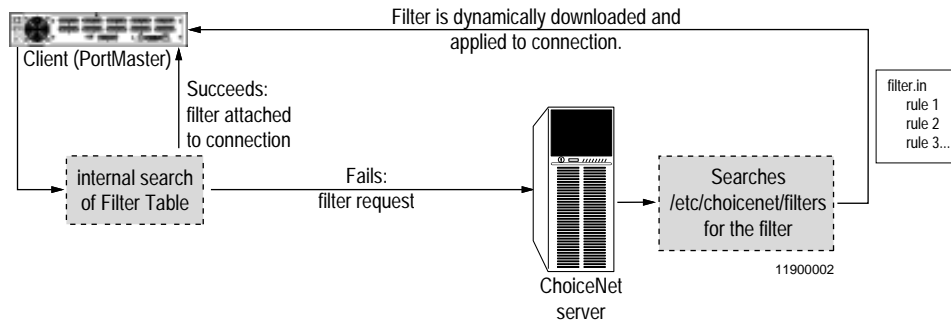 Filter is dynamically downloaded and
applied to connection.
Client (PortMaster)
Succeeds:
filter attached
to connection
filter.in
rule 1
rule 2
rule 3...
internal search
of Filter Table
Fails:
filter request
Searches
/etc/choicenet/filters
for the filter
11900002
ChoiceNet
server